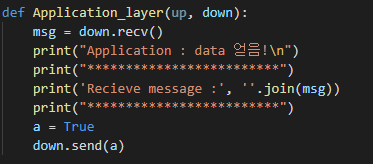 def Application_layer(up, down):
    msg = down.recv()
    print("Application : data 얻음!\n")
    print("*************************")
    print('Recieve message :', ''.join(msg))
    print("*************************")
    a = True
    down.send(a)